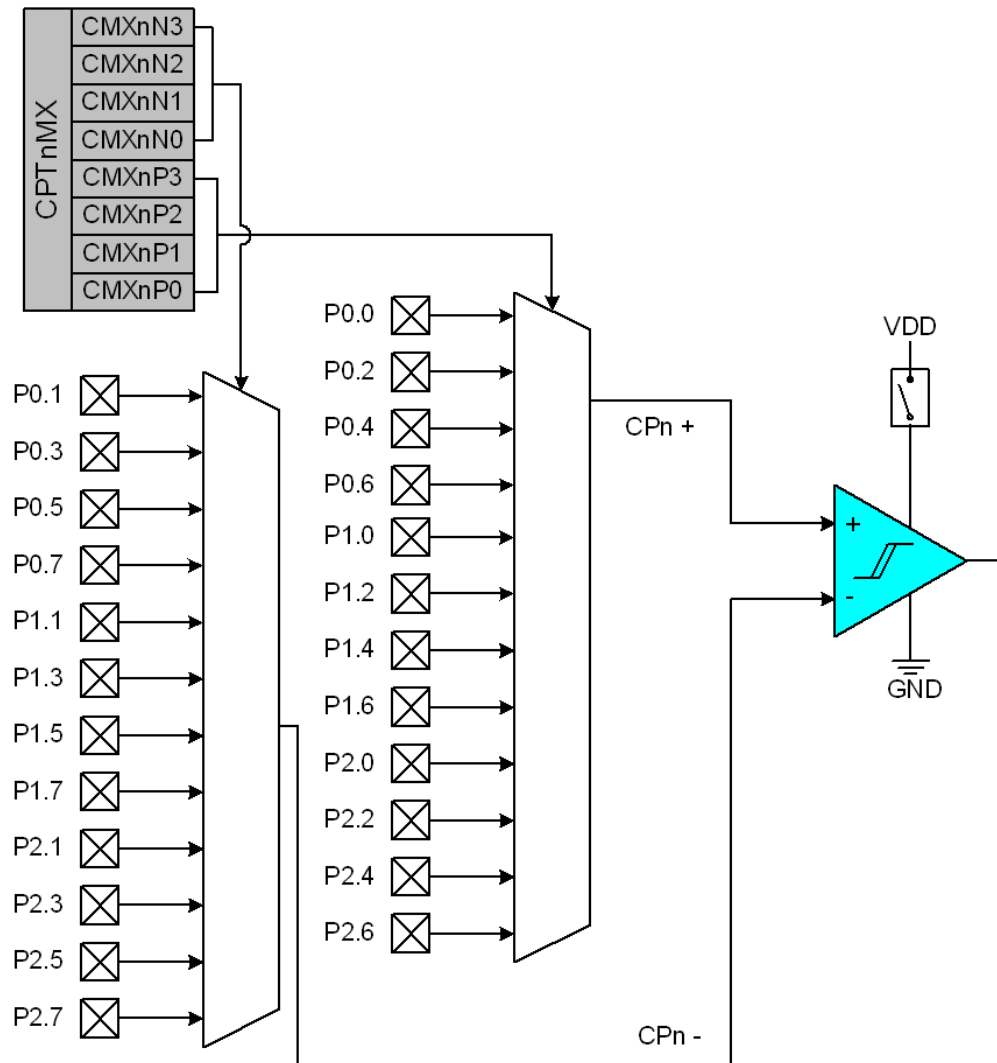 CPTnMX
CMXnN3
CMXnN2
CMXnN1
CMXnN0
CMXnP3
CMXnP2
CMXnP1
CMXnP0
P0.1
P0.3
P0.5
P0.7
P1.1
P1.3
P1.5
P1.7
P2.1
P2.3
P2.5
P2.7
P0.0
P0.2
P0.4
P0.6
P1.0
P1.2
P1.4
P1.6
P2.0
P2.2
P2.4
P2.6
CPn +
CPn -
VDD
+
-
GND